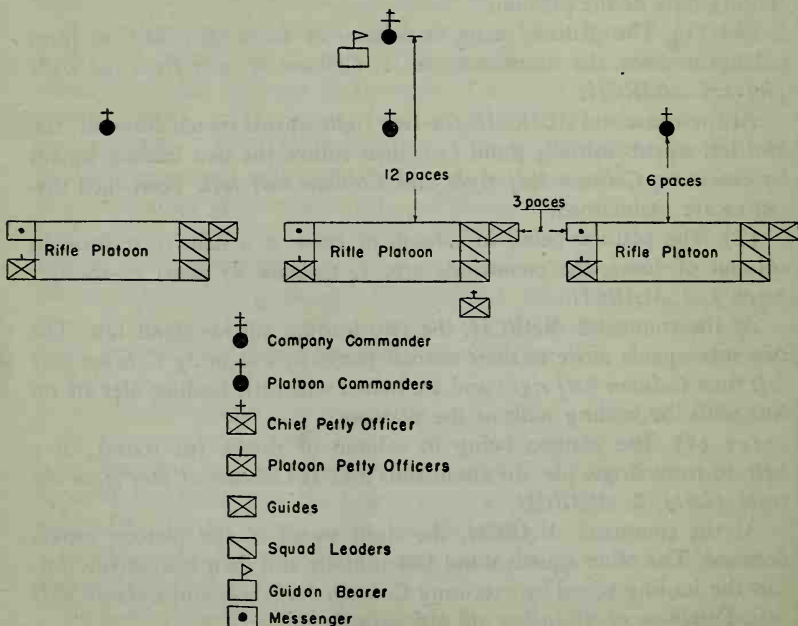 12 paces
6 paces
3 paces
Rifle Platoon
Rifle Platoon
Rifle Platoon
Company Commander
Platoon Commanders
Chief Petty Officer
Platoon Petty Officers
Guides
Squad Leaders
Guidon Bearer
Messenger